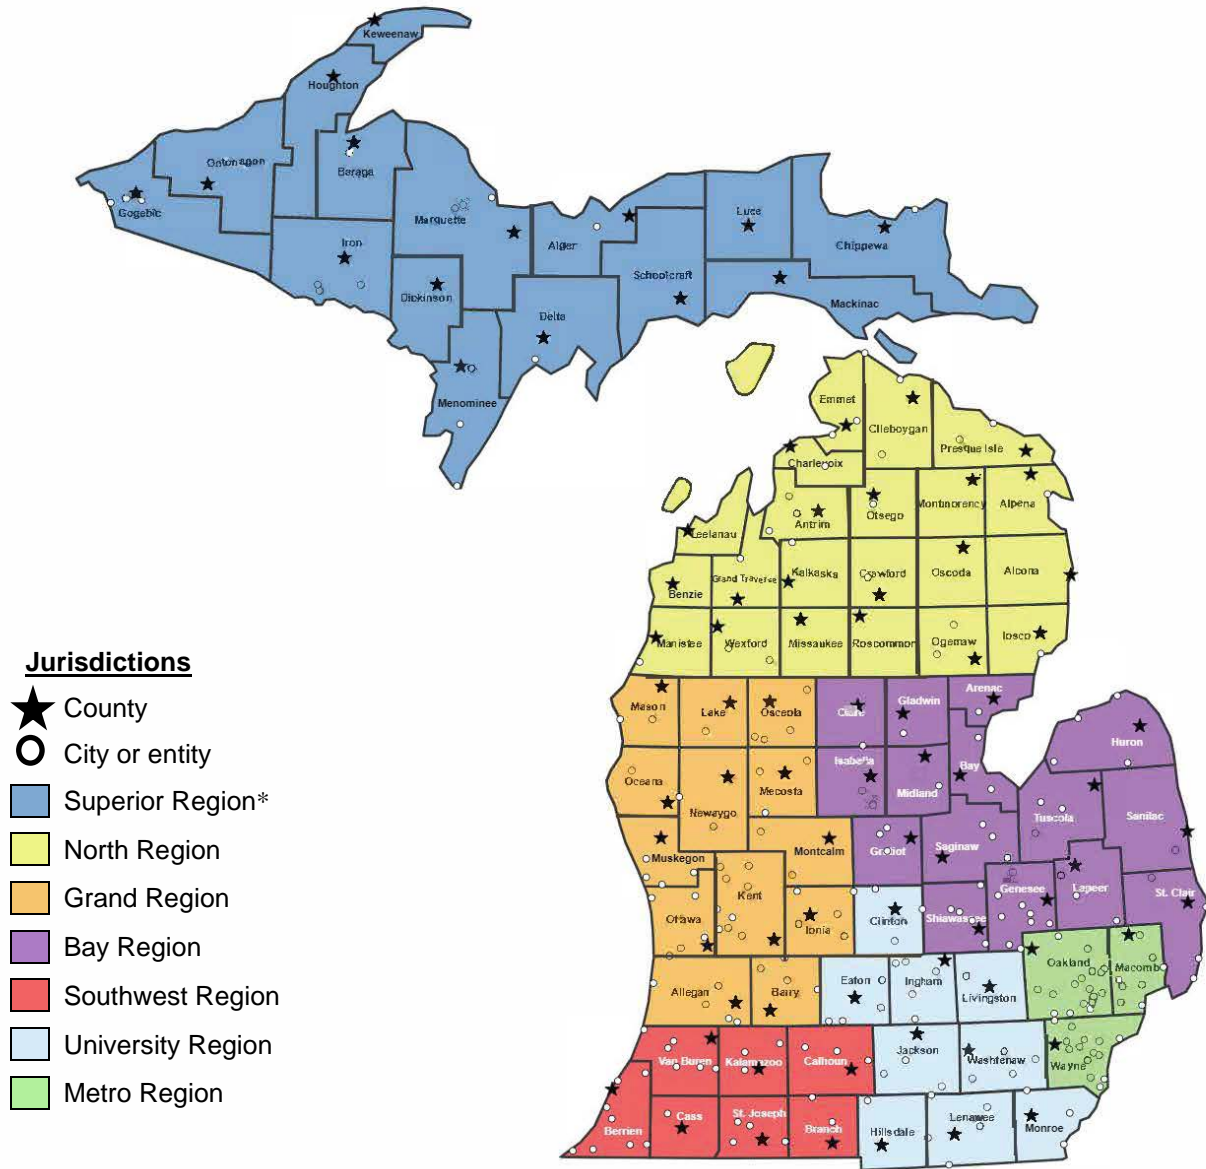 Keweenaw
Houghton
Ontonagon
Baraga
Gogebic
Marquette
Luce
Iron
Alger
Chippewa
Schoolcraft
Dickinson
Mackinac
Delta
Menominee
Emmet
Cheboygan
Presque Isle
Charlevoix
Montmorency
Alpena
Otsego
Antrim
Leelanau
Kalkaska
Crawford
Oscoda
Alcona
Grand Traverse
Benzie
Manistee
Wexford
Missaukee
Roscommon
Ogemaw
Iosco
Jurisdictions
County
City or entity
Superior Region*
North Region
Grand Region
Bay Region
Southwest Region
University Region
Metro Region
Mason
Lake
Osceola
Clare
Gladwin
Arenac
Huron
Oceana
Newaygo
Mecosta
Isabella
Midland
Bay
Tuscola
Sanilac
Muskegon
Montcalm
Gratiot
Saginaw
Kent
Genesee
Lapeer
St. Clair
Ottawa
Ionia
Clinton
Shiawassee
Oakland
Macomb
Allegan
Barry
Eaton
Ingham
Livingston
Van Buren
Kalamazoo
Calhoun
Jackson
Washtenaw
Wayne
Berrien
Cass
St. Joseph
Branch
Hillsdale
Lenawee
Monroe